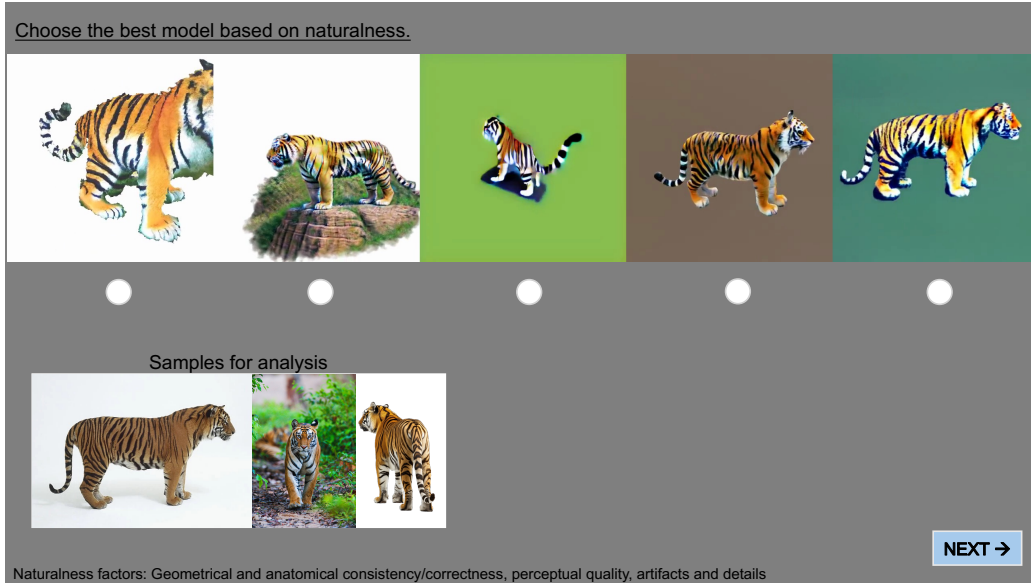 Choose the best model based on naturalness.
Samples for analysis
NEXT →
Naturalness factors: Geometrical and anatomical consistency/correctness, perceptual quality, artifacts and details